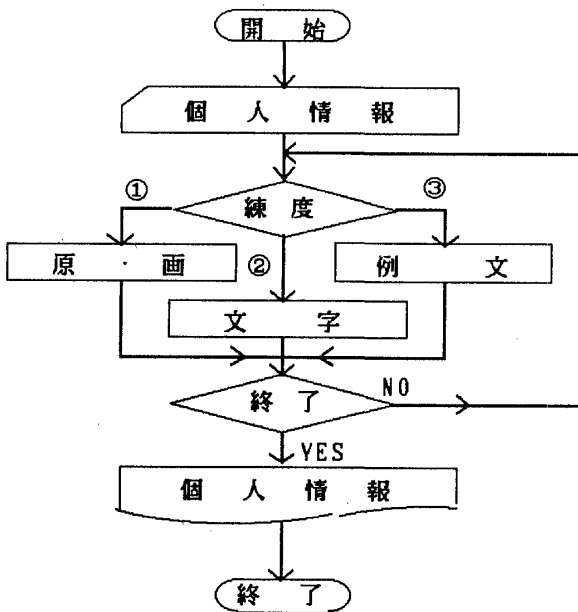 開始
個人情報
① ③
練度
原・画 ② 例文
文字
終了 NO
YES
個人情報
終了